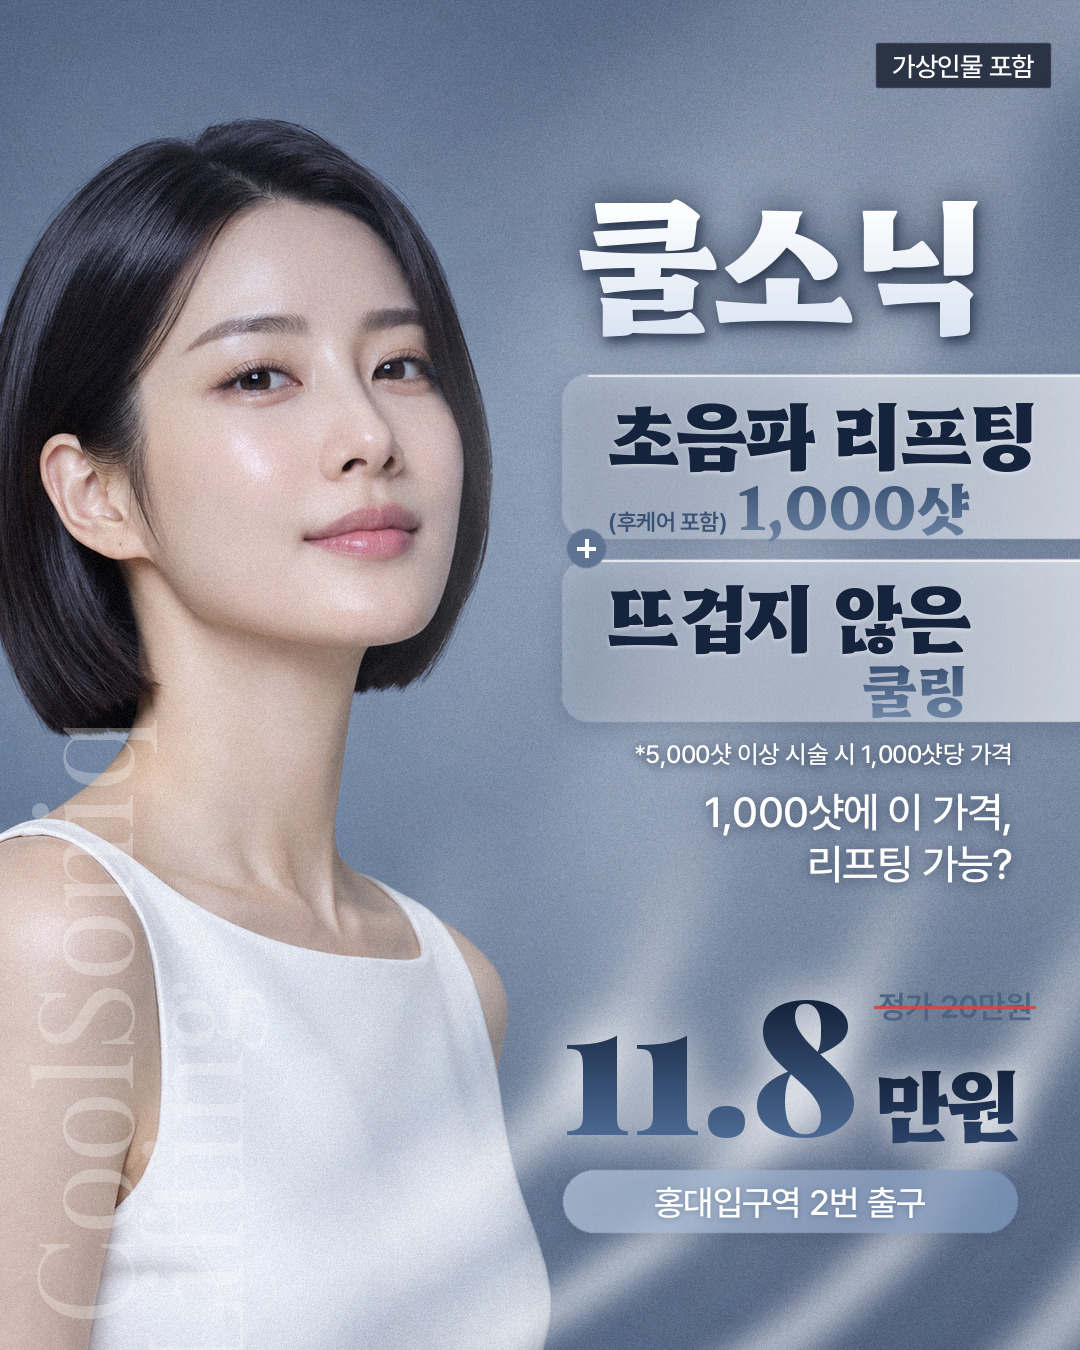 가상인물 포함
쿨소닉
초음파 리프팅
(후케어 포함) 1,000샷
+
뜨겁지 않은
쿨링
*5,000샷 이상 시술 시 1,000샷당 가격
1,000샷에 이 가격,
리프팅 가능?
정가 20만원
11.8만원
홍대입구역 2번 출구
CoolSoniq
Lifting